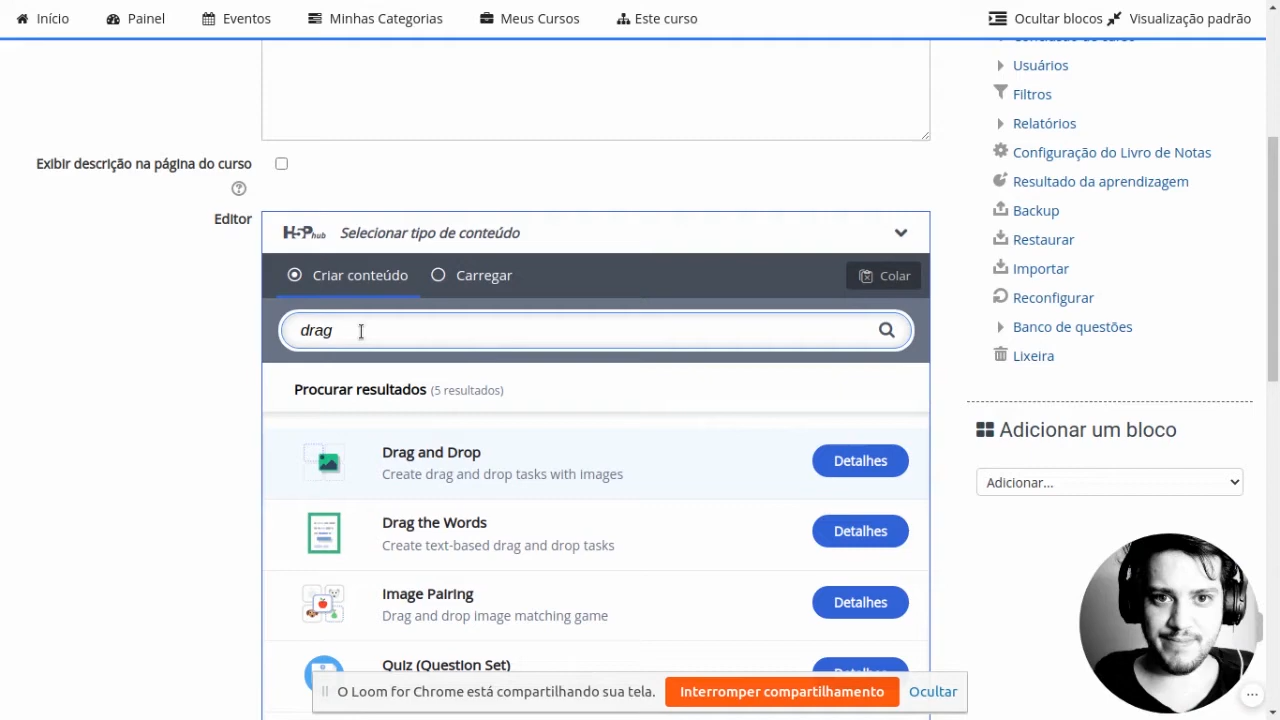 Início Painel Eventos Minhas Categorias Meus Cursos Este curso Ocultar blocos Visualização padrão
Usuários
Filtros
Relatórios
Configuração do Livro de Notas
Resultado da aprendizagem
Backup
Restaurar
Importar
Reconfigurar
Banco de questões
Lixeira
Adicionar um bloco
Adicionar...
Exibir descrição na página do curso
Editor
H5P hub Selecionar tipo de conteúdo
Criar conteúdo Carregar Colar
drag
Procurar resultados (5 resultados)
Drag and Drop
Create drag and drop tasks with images
Detalhes
Drag the Words
Create text-based drag and drop tasks
Detalhes
Image Pairing
Drag and drop image matching game
Detalhes
Quiz (Question Set)
O Loom for Chrome está compartilhando sua tela. Interromper compartilhamento Ocultar